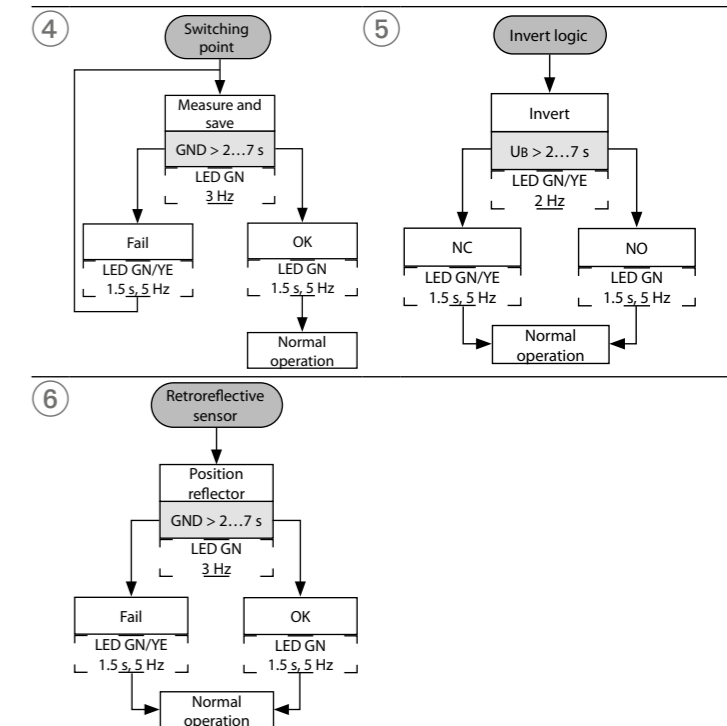 4
Switching
point
Measure and
save
GND > 2…7 s
LED GN
3 Hz
Fail
LED GN/YE
1.5 s, 5 Hz
OK
LED GN
1.5 s, 5 Hz
Normal
operation
5
Invert logic
Invert
UB > 2…7 s
LED GN/YE
2 Hz
NC
LED GN/YE
1.5 s, 5 Hz
NO
LED GN
1.5 s, 5 Hz
Normal
operation
6
Retroreflective
sensor
Position
reflector
GND > 2…7 s
LED GN
3 Hz
Fail
LED GN/YE
1.5 s, 5 Hz
OK
LED GN
1.5 s, 5 Hz
Normal
operation